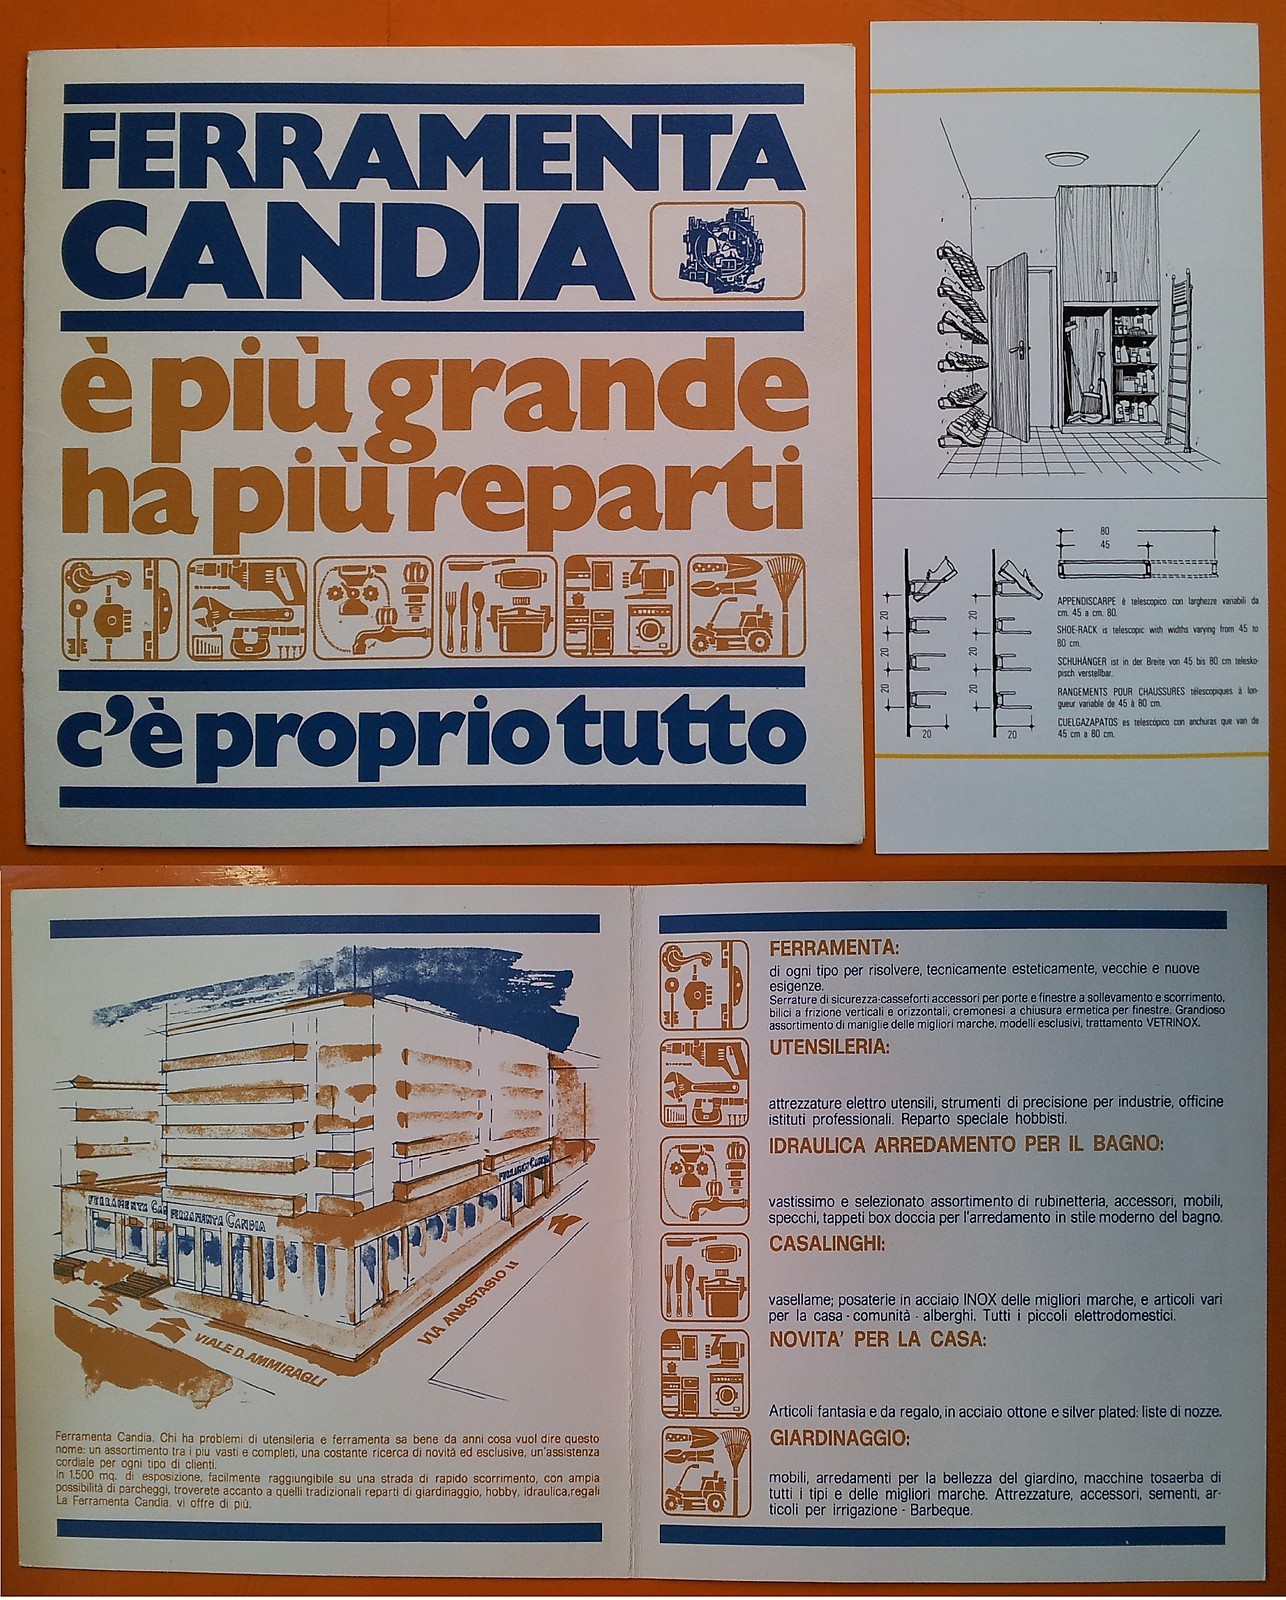 FERRAMENTA
CANDIA
è più grande
ha più reparti
c'è proprio tutto
80
45
20
20
20
20
20
20
20
20
APPENDISCARPE è telescopico con larghezze variabili da
cm. 45 a cm. 80.
SHOE-RACK is telescopic with widths varying from 45 to
80 cm.
SCHUHÄNGER ist in der Breite von 45 bis 80 cm telesko-
pisch verstellbar.
RANGEMENTS POUR CHAUSSURES télescopiques à lon-
gueur variable de 45 à 80 cm.
CUELGAZAPATOS es telescópico con anchuras que van de
45 cm a 80 cm.
FERRAMENTA CAN
FERRAMENTA CANDIA
FERRAMENTA CANDIA
VIALE D. AMMIRAGLI
VIA ANASTASIO II
Ferramenta Candia. Chi ha problemi di utensileria e ferramenta sa bene da anni cosa vuol dire questo
nome: un assortimento tra i piu vasti e completi, una costante ricerca di novità ed esclusive, un'assistenza
cordiale per ogni tipo di clienti.
In 1.500 mq. di esposizione, facilmente raggiungibile su una strada di rapido scorrimento, con ampia
possibilità di parcheggi, troverete accanto a quelli tradizionali reparti di giardinaggio, hobby, idraulica,regali
La Ferramenta Candia. vi offre di più.
FERRAMENTA:
di ogni tipo per risolvere, tecnicamente esteticamente, vecchie e nuove
esigenze.
Serrature di sicurezza-casseforti accessori per porte e finestre a sollevamento e scorrimento,
bilici a frizione verticali e orizzontali, cremonesi a chiusura ermetica per finestre. Grandioso
assortimento di maniglie delle migliori marche, modelli esclusivi, trattamento VETRINOX.
UTENSILERIA:
attrezzature elettro utensili, strumenti di precisione per industrie, officine
istituti professionali. Reparto speciale hobbisti.
IDRAULICA ARREDAMENTO PER IL BAGNO:
vastissimo e selezionato assortimento di rubinetteria, accessori, mobili,
specchi, tappeti box doccia per l'arredamento in stile moderno del bagno.
CASALINGHI:
vasellame; posaterie in acciaio INOX delle migliori marche, e articoli vari
per la casa - comunità - alberghi. Tutti i piccoli elettrodomestici.
NOVITA' PER LA CASA:
Articoli fantasia e da regalo, in acciaio ottone e silver plated: liste di nozze.
GIARDINAGGIO:
mobili, arredamenti per la bellezza del giardino, macchine tosaerba di
tutti i tipi e delle migliori marche. Attrezzature, accessori, sementi, ar-
ticoli per irrigazione - Barbeque.